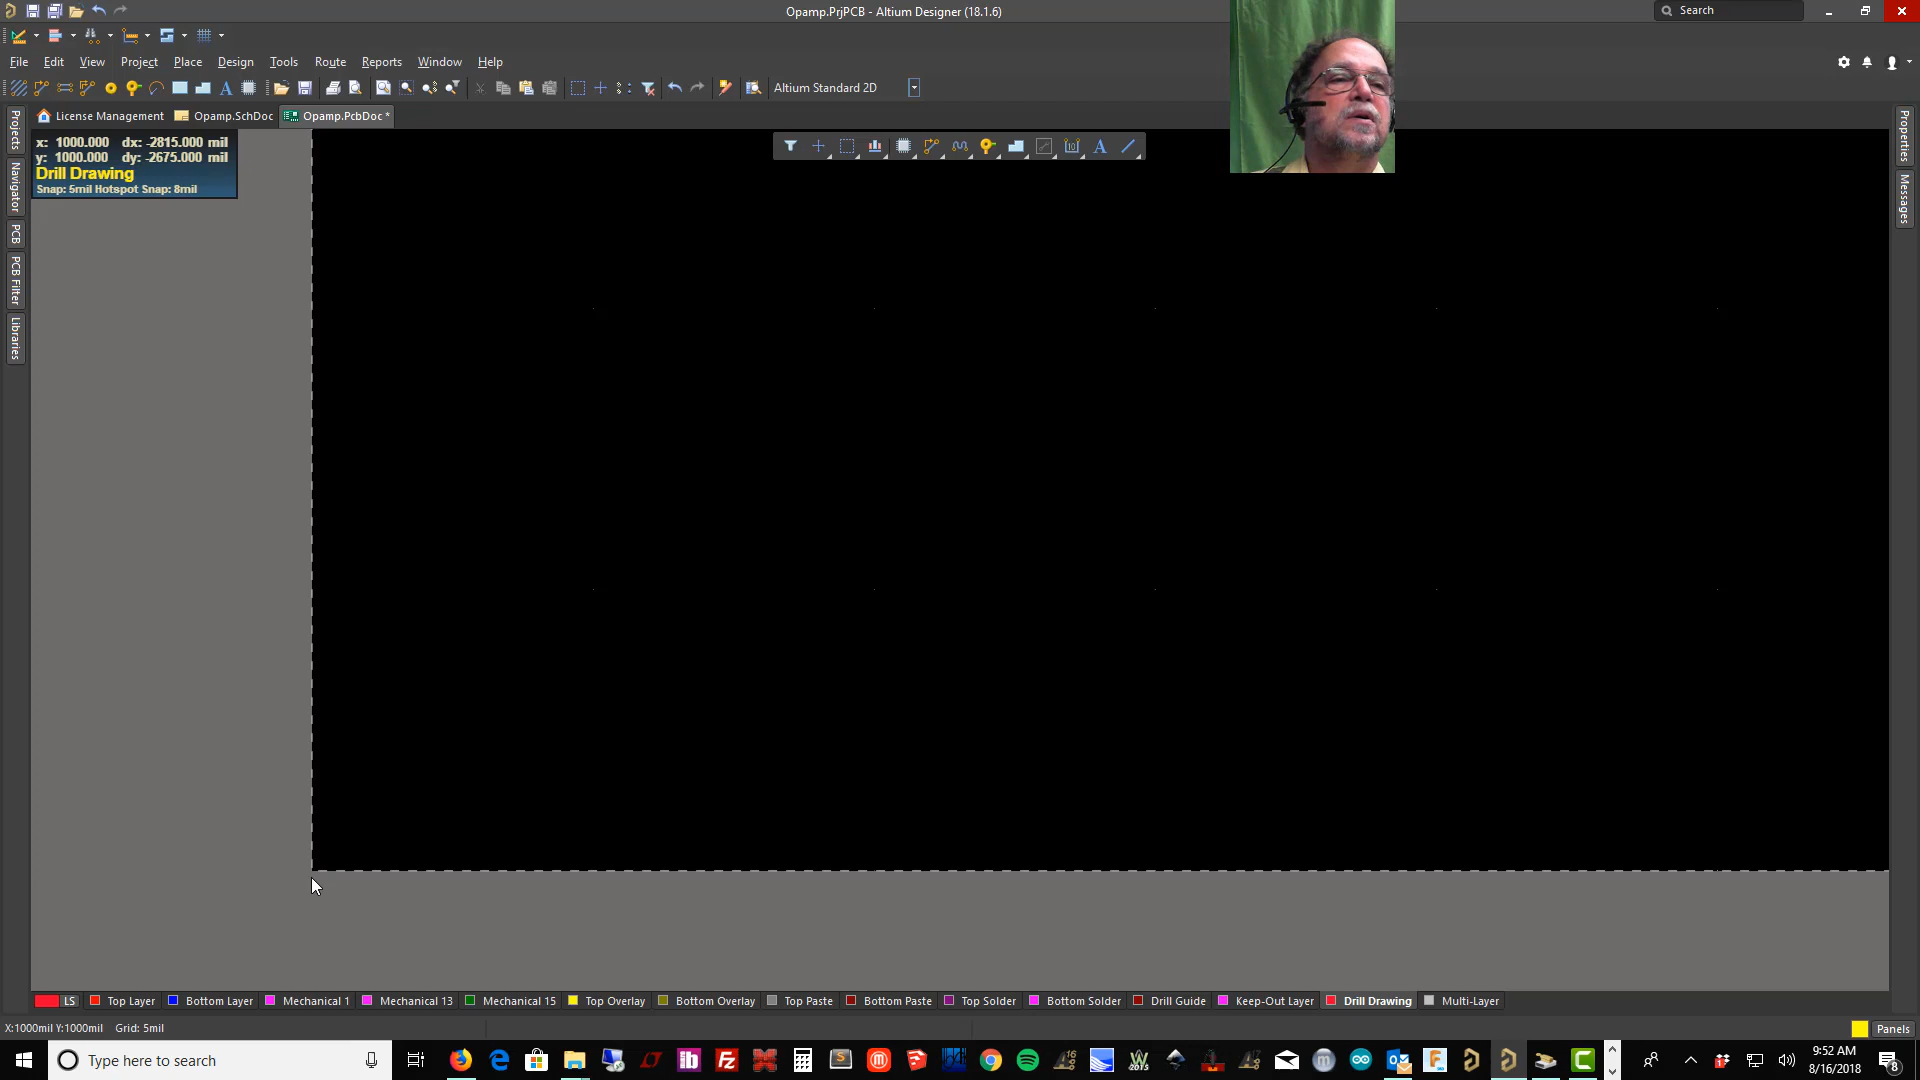 Opamp.PrjPCB - Altium Designer (18.1.6)
Search
File Edit View Project Place Design Tools Route Reports Window Help
Altium Standard 2D
License Management Opamp.SchDoc Opamp.PcbDoc *
x: 1000.000 dx: -2815.000 mil
y: 1000.000 dy: -2675.000 mil
Drill Drawing
Snap: 5mil Hotspot Snap: 8mil
Projects
Navigator
PCB
PCB Filter
Libraries
Properties
Messages
LS Top Layer Bottom Layer Mechanical 1 Mechanical 13 Mechanical 15 Top Overlay Bottom Overlay Top Paste Bottom Paste Top Solder Bottom Solder Drill Guide Keep-Out Layer Drill Drawing Multi-Layer
X:1000mil Y:1000mil Grid: 5mil
Panels
Type here to search
9:52 AM
8/16/2018
8